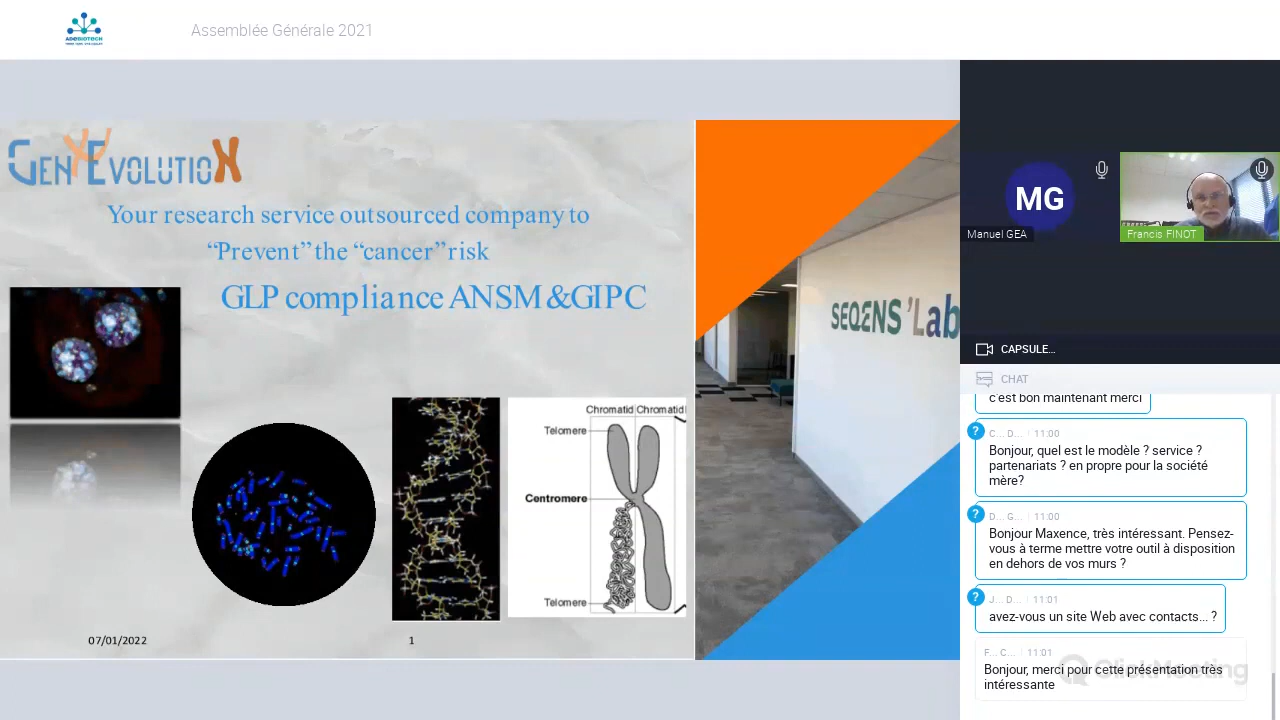 ADEBIOTECH
Assemblée Générale 2021
GENEVOLUTIOX
Your research service outsourced company to
“Prevent” the “cancer” risk
GLP compliance ANSM & GIPC
Chromatid Chromatid
Telomere
Centromere
Telomere
07/01/2022
1
SEQENS 'Lab
MG
Manuel GEA
Francis FINOT
CAPSULE...
CHAT
c'est bon maintenant merci
C... D... 11:00
Bonjour, quel est le modèle ? service ?
partenariats ? en propre pour la société
mère?
D... G... 11:00
Bonjour Maxence, très intéressant. Pensez-
vous à terme mettre votre outil à disposition
en dehors de vos murs ?
J... D... 11:01
avez-vous un site Web avec contacts... ?
F... C... 11:01
Bonjour, merci pour cette présentation très
intéressante
ClickMeeting